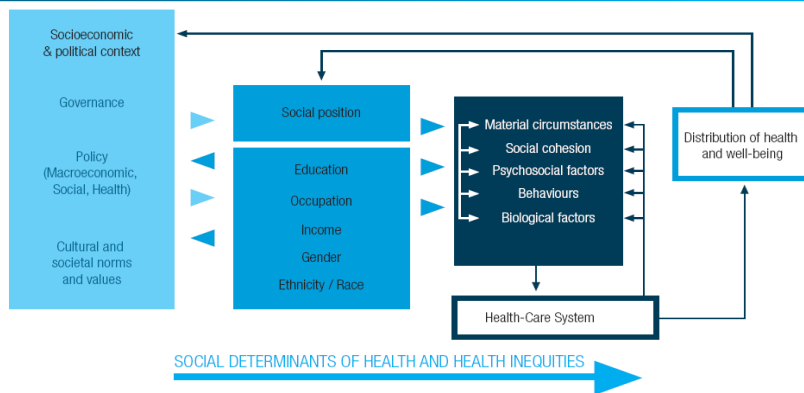 Socioeconomic
& political context
Governance
Policy
(Macroeconomic,
Social, Health)
Cultural and
societal norms
and values
Social position
Education
Occupation
Income
Gender
Ethnicity / Race
Material circumstances
Social cohesion
Psychosocial factors
Behaviours
Biological factors
Health-Care System
Distribution of health
and well-being
SOCIAL DETERMINANTS OF HEALTH AND HEALTH INEQUITIES